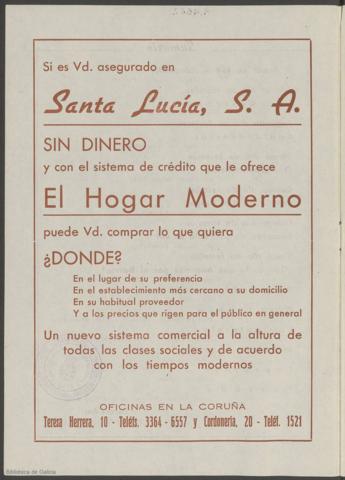 Si es Vd. asegurado en
Santa Lucía, S. A.
SIN DINERO
y con el sistema de crédito que le ofrece
El Hogar Moderno
puede Vd. comprar lo que quiera
¿DONDE?
En el lugar de su preferencia
En el establecimiento más cercano a su domicilio
En su habitual proveedor
Y a los precios que rigen para el público en general
Un nuevo sistema comercial a la altura de
todas las clases sociales y de acuerdo
con los tiempos modernos
OFICINAS EN LA CORUÑA
Teresa Herrera, 10 - Teléts. 3364 - 6557 y Cordonería, 20 - Teléf. 1521
Biblioteca de Galicia